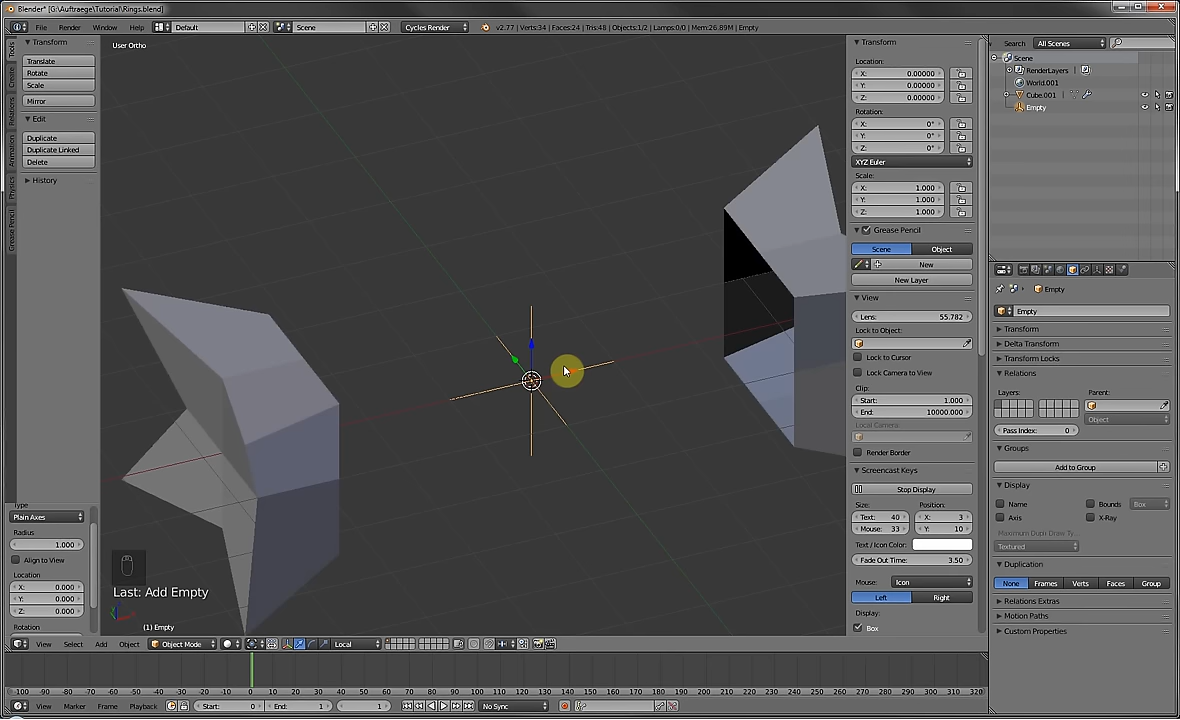 Blender* [G:\Auftraege\Tutorial\Rings.blend]
File Render Window Help Default Scene Cycles Render v2.77 | Verts:34 | Faces:24 | Tris:48 | Objects:1/2 | Lamps:0/0 | Mem:26.89M | Empty
Tools
Create
Relations
Animation
Physics
Grease Pencil
Transform
Translate
Rotate
Scale
Mirror
Edit
Duplicate
Duplicate Linked
Delete
History
Type
Plain Axes
Radius
1.000
Align to View
Location
X: 0.000
Y: 0.000
Z: 0.000
Rotation
User Ortho
Last: Add Empty
(1) Empty
Transform
Location:
X: 0.00000
Y: 0.00000
Z: 0.00000
Rotation:
X: 0°
Y: 0°
Z: 0°
XYZ Euler
Scale:
X: 1.000
Y: 1.000
Z: 1.000
Grease Pencil
Scene Object
New
New Layer
View
Lens: 55.782
Lock to Object:
Lock to Cursor
Lock Camera to View
Clip:
Start: 1.000
End: 10000.000
Local Camera:
Render Border
Screencast Keys
Stop Display
Size: Position:
Text: 40 X: 3
Mouse: 33 Y: 10
Text / Icon Color:
Fade Out Time: 3.50
Mouse: Icon
Left Right
Display:
Box
View Search All Scenes
Scene
RenderLayers
World.001
Cube.001
Empty
Empty
Empty
Transform
Delta Transform
Transform Locks
Relations
Layers: Parent:
Object
Pass Index: 0
Groups
Add to Group
Display
Name Bounds Box
Axis X-Ray
Textured
Duplication
None Frames Verts Faces Group
Relations Extras
Motion Paths
Custom Properties
View Select Add Object Object Mode Local
-100 -90 -80 -70 -60 -50 -40 -30 -20 -10 0 10 20 30 40 50 60 70 80 90 100 110 120 130 140 150 160 170 180 190 200 210 220 230 240 250 260 270 280 290 300 310 320
View Marker Frame Playback Start: 0 End: 1 1 No Sync